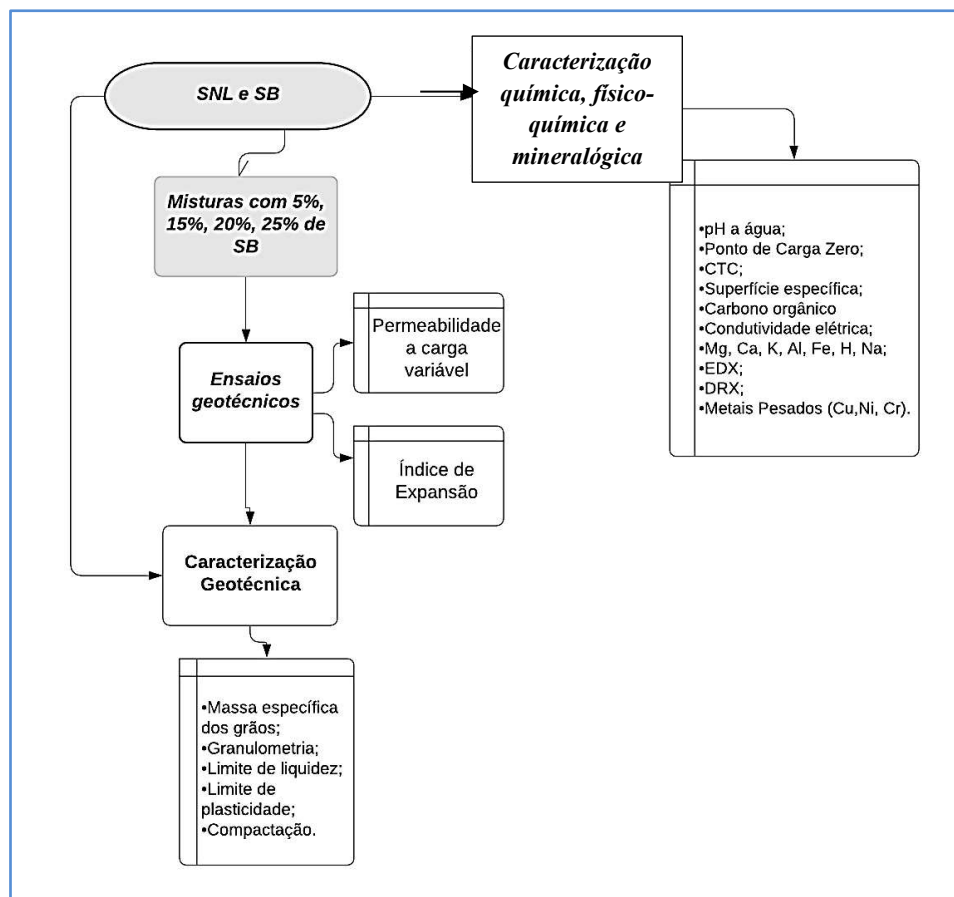 SNL e SB
Caracterização
química, físico-
química e
mineralógica
Misturas com 5%,
15%, 20%, 25% de
SB
•pH a água;
•Ponto de Carga Zero;
•CTC;
•Superfície específica;
•Carbono orgânico
•Condutividade elétrica;
•Mg, Ca, K, Al, Fe, H, Na;
•EDX;
•DRX;
•Metais Pesados (Cu,Ni, Cr).
Permeabilidade
a carga
variável
Ensaios
geotécnicos
Índice de
Expansão
Caracterização
Geotécnica
•Massa específica
dos grãos;
•Granulometria;
•Limite de liquidez;
•Limite de
plasticidade;
•Compactação.